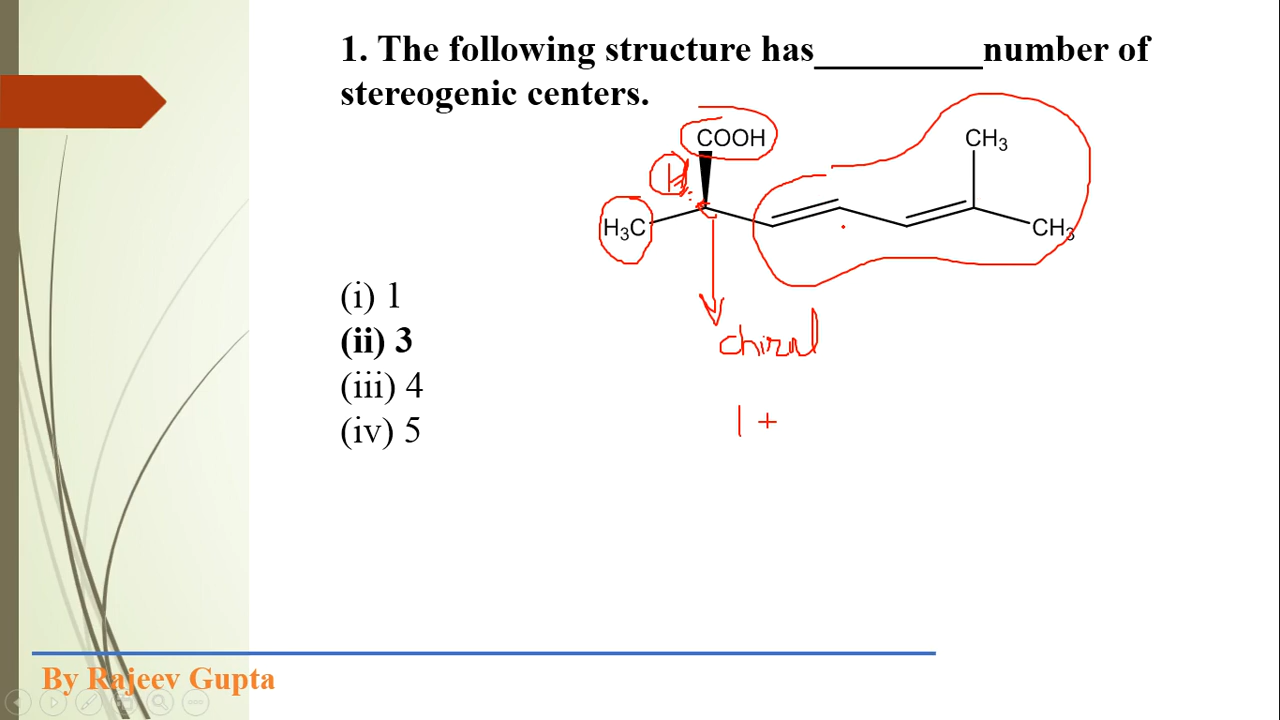 1. The following structure has_________number of
stereogenic centers.
COOH
CH3
H
H3C
CH3
(i) 1
(ii) 3
(iii) 4
(iv) 5
chiral
1 +
By Rajeev Gupta